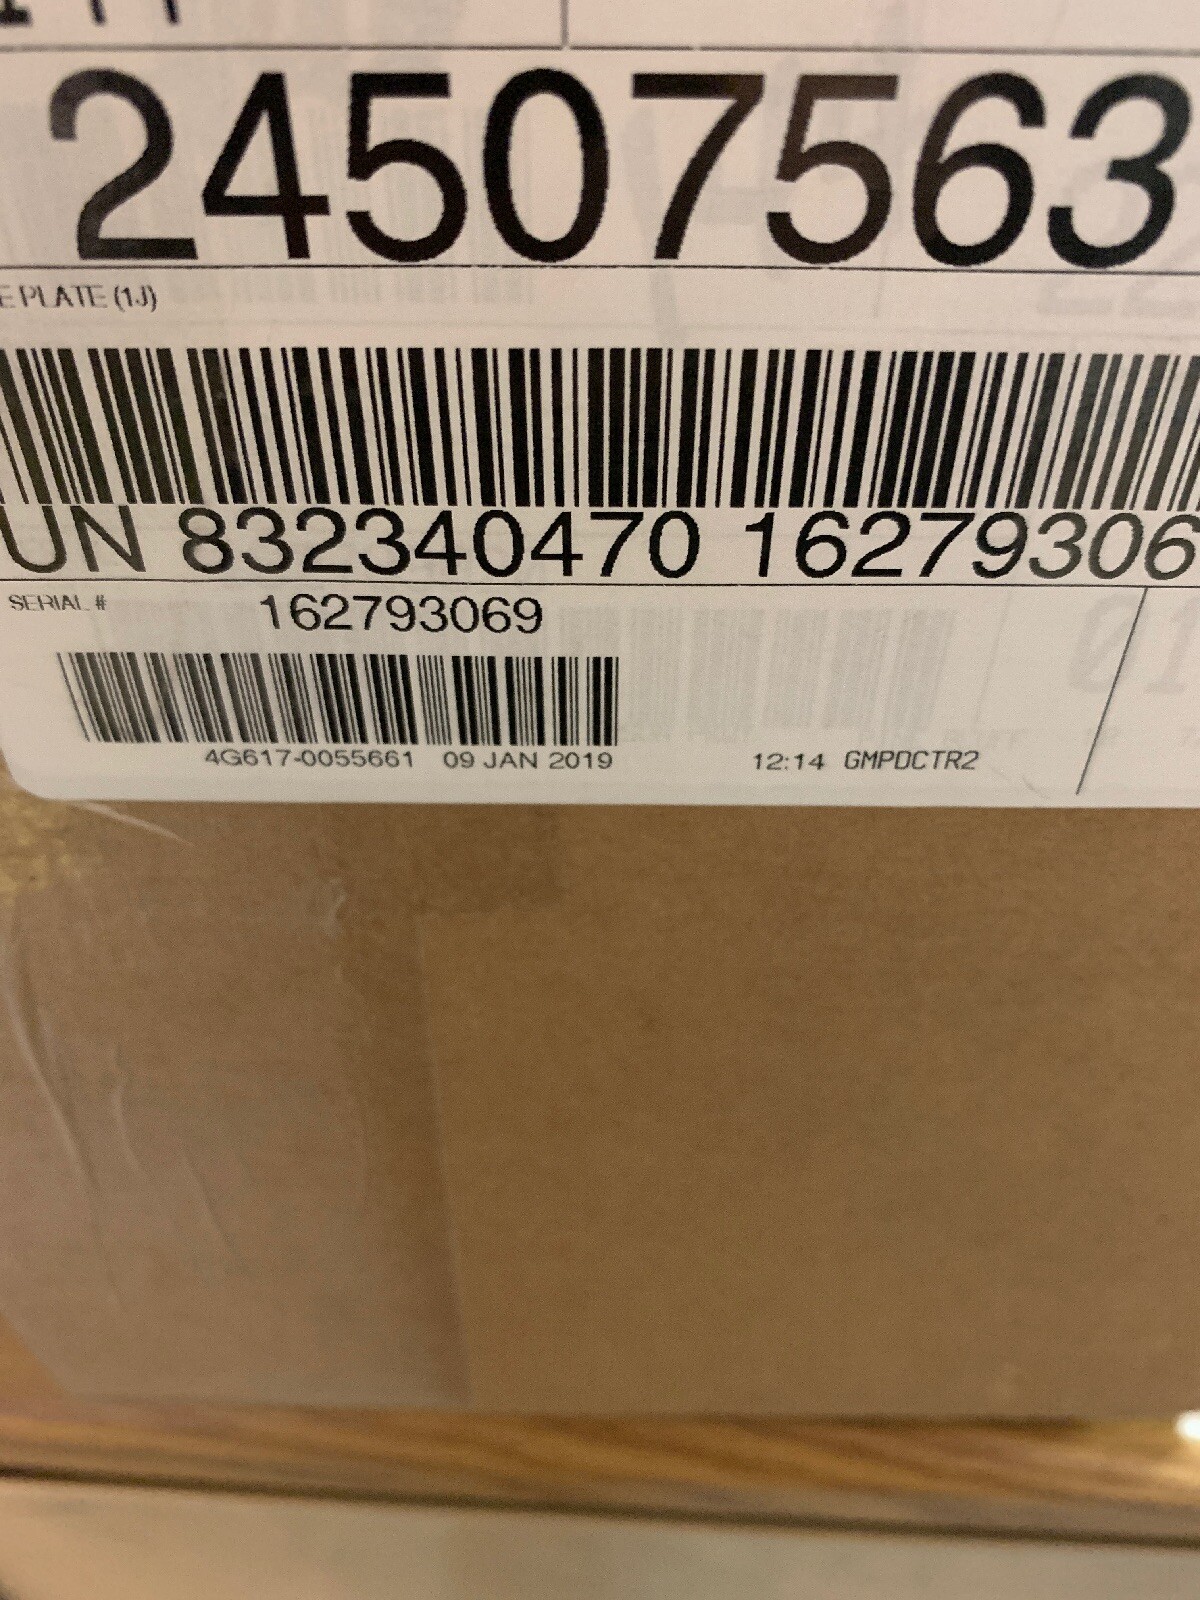 24507563
E PLATE (1J)
UN 832340470 16279306
SERIAL # 162793069
4G617-0055661 09 JAN 2019 12:14 GMPDCTR2